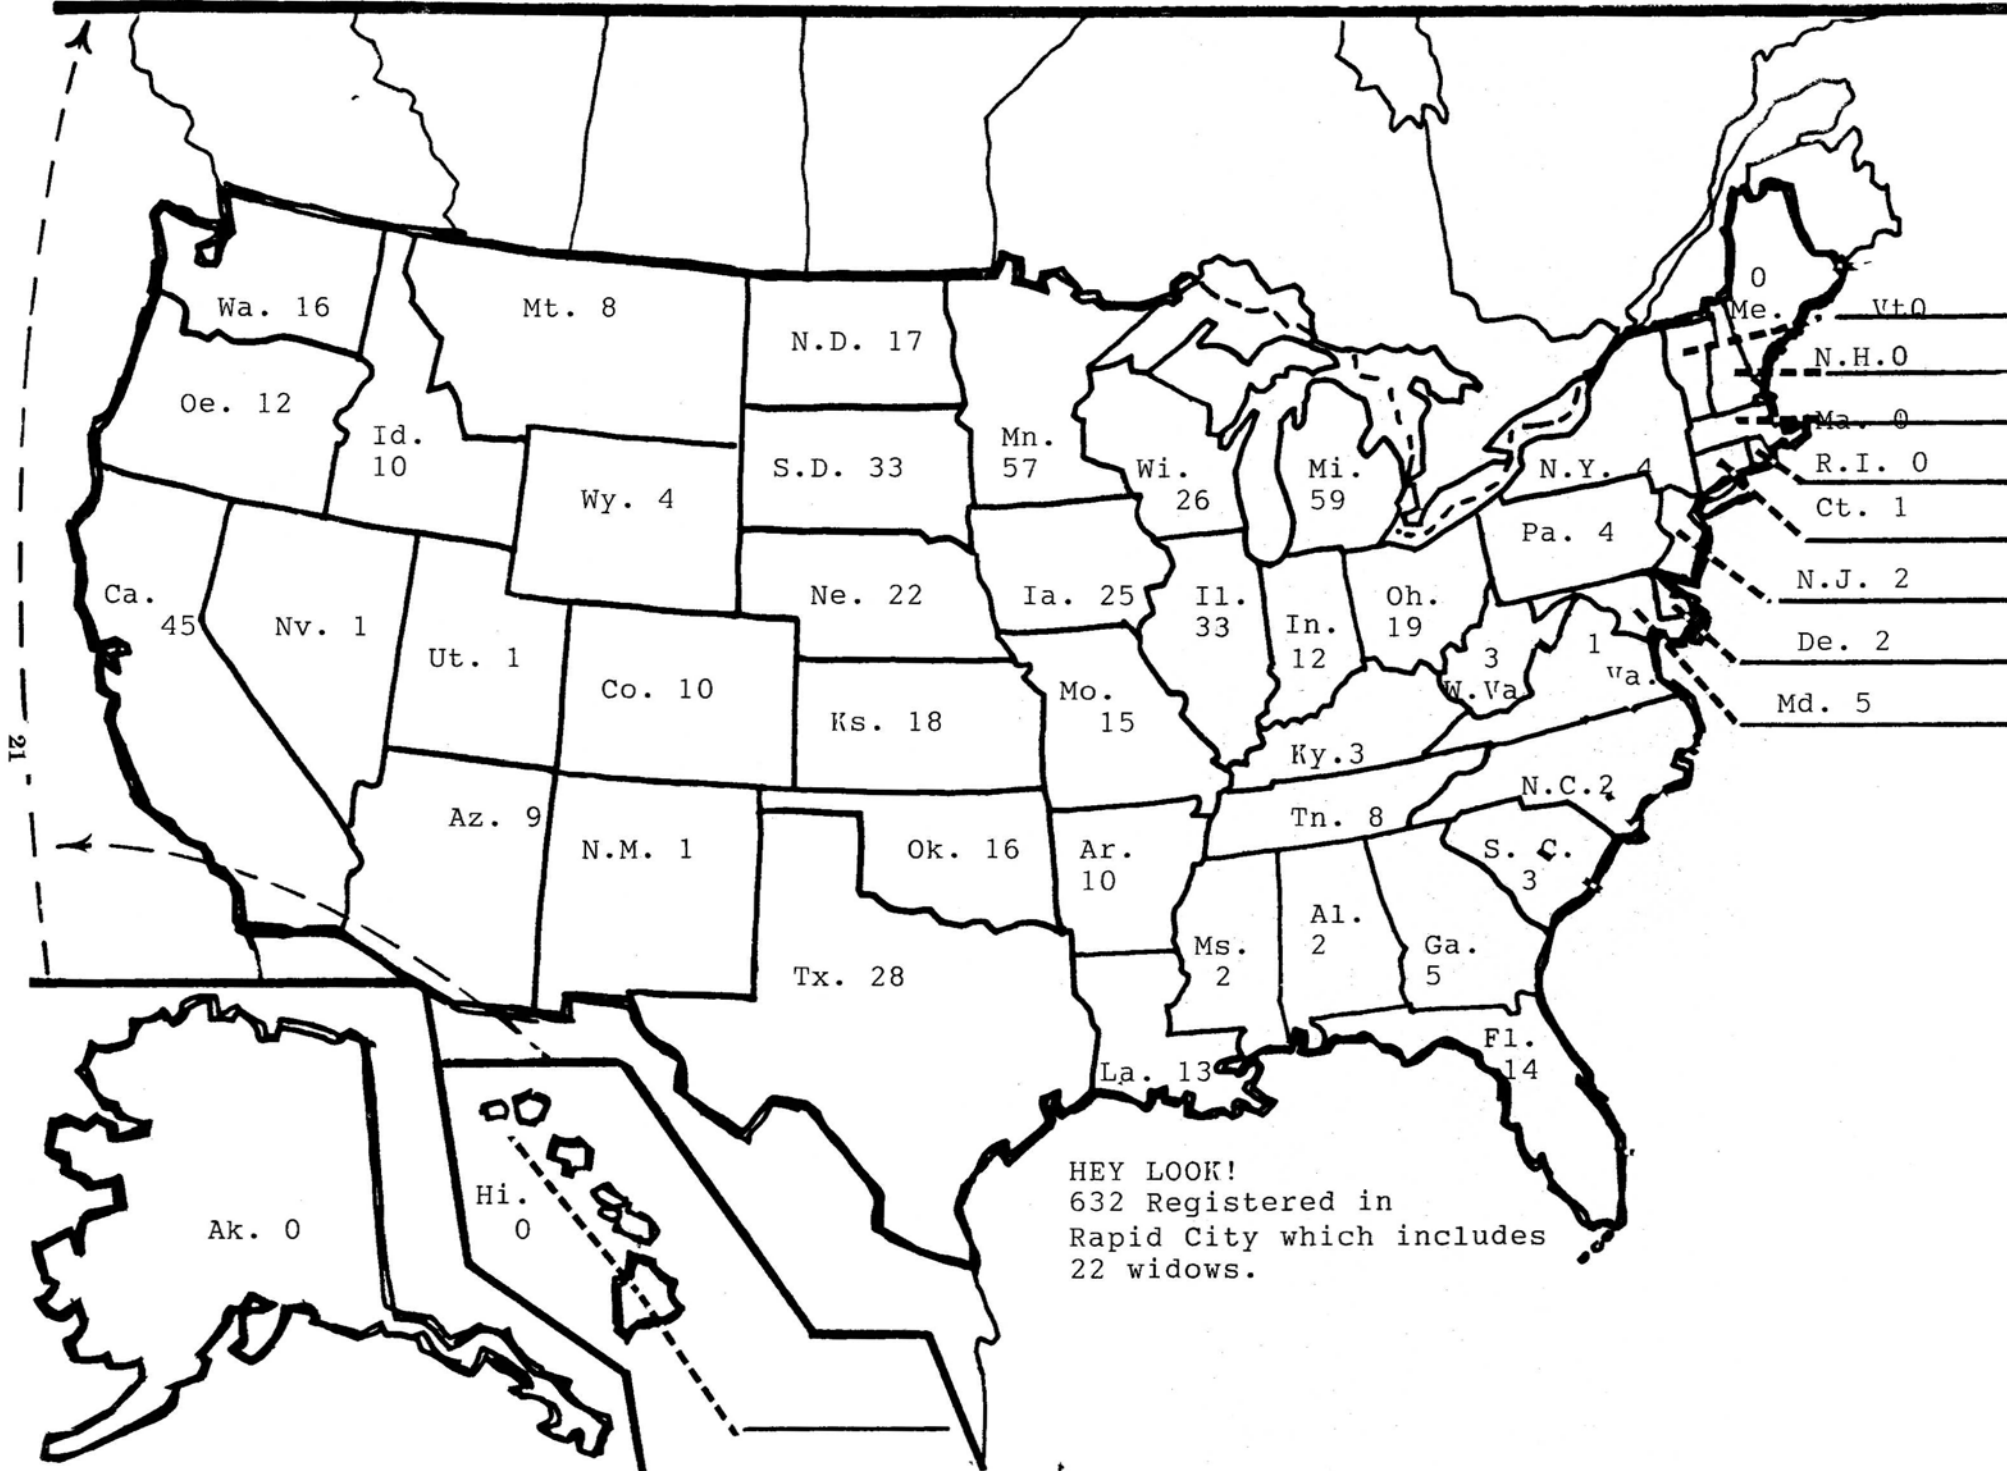 0
Me.
Vt0
Wa. 16
Mt. 8
N.D. 17
N.H.0
Oe. 12
Ma. 0
Id.
10
S.D. 33
Mn.
57
Wi.
26
Mi.
59
N.Y. 4
R.I. 0
Wy. 4
Ct. 1
Pa. 4
Ca.
45
Nv. 1
Ne. 22
Ia. 25
Il.
33
In.
12
Oh.
19
N.J. 2
Ut. 1
Co. 10
3
W.Va
1
Va.
De. 2
Ks. 18
Mo.
15
Md. 5
21
Ky.3
Az. 9
N.M. 1
Ok. 16
Ar.
10
Tn. 8
N.C.2
S. C.
3
Tx. 28
Ms.
2
Al.
2
Ga.
5
La. 13
Fl.
14
Ak. 0
Hi.
0
HEY LOOK!
632 Registered in
Rapid City which includes
22 widows.